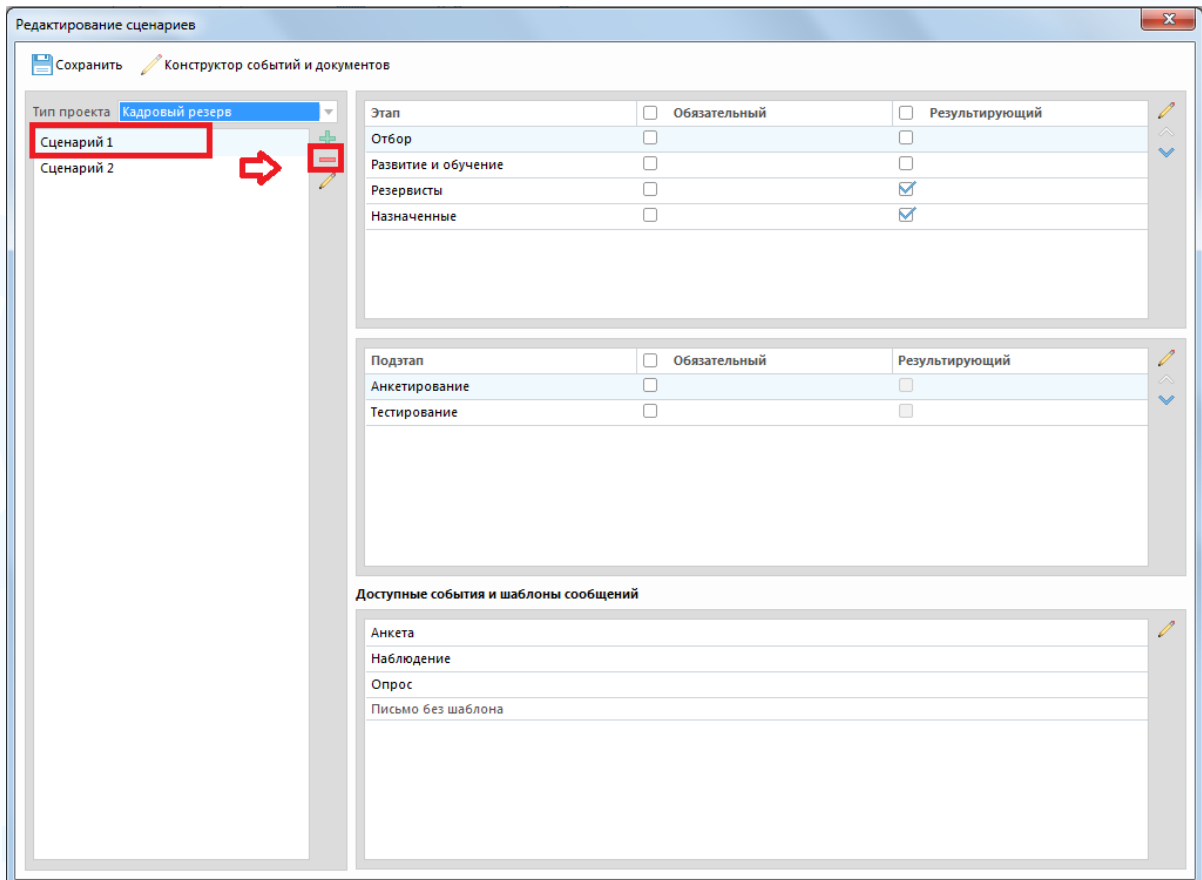 Редактирование сценариев
Сохранить Конструктор событий и документов
Тип проекта Кадровый резерв
Сценарий 1
Сценарий 2
Этап Обязательный Результирующий
Отбор
Развитие и обучение
Резервисты
Назначенные
Подэтап Обязательный Результирующий
Анкетирование
Тестирование
Доступные события и шаблоны сообщений
Анкета
Наблюдение
Опрос
Письмо без шаблона